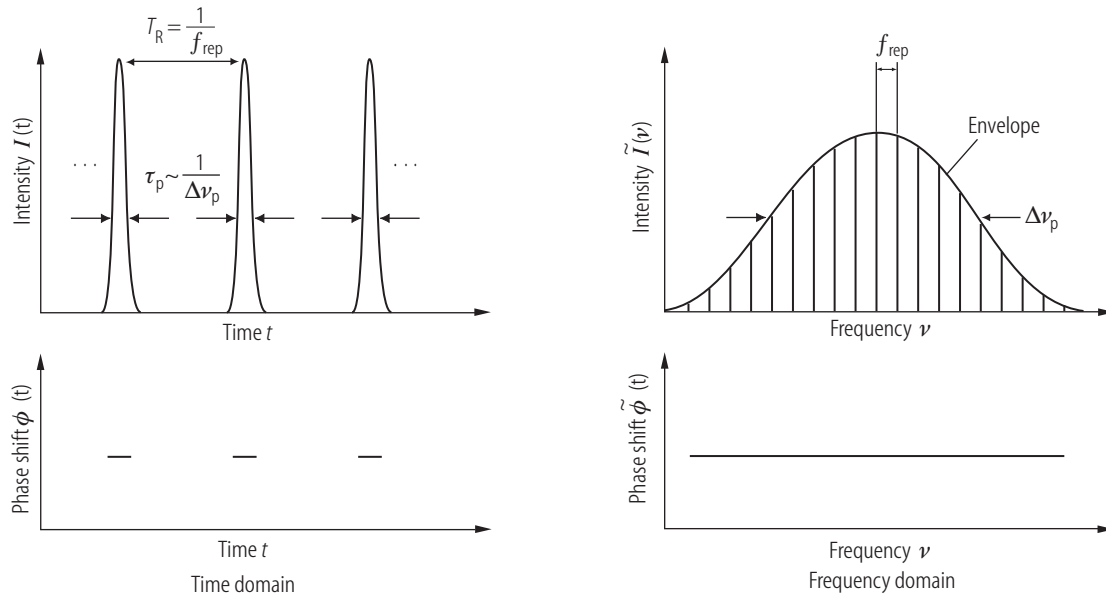 T_R = 1/f_rep
Intensity I (t)
. . .
. . .
τ_p ~ 1/Δν_p
Time t
Phase shift ϕ (t)
Time t
Time domain
f_rep
Envelope
Intensity Ĩ(ν)
Δν_p
Frequency ν
Phase shift ϕ̃ (t)
Frequency ν
Frequency domain